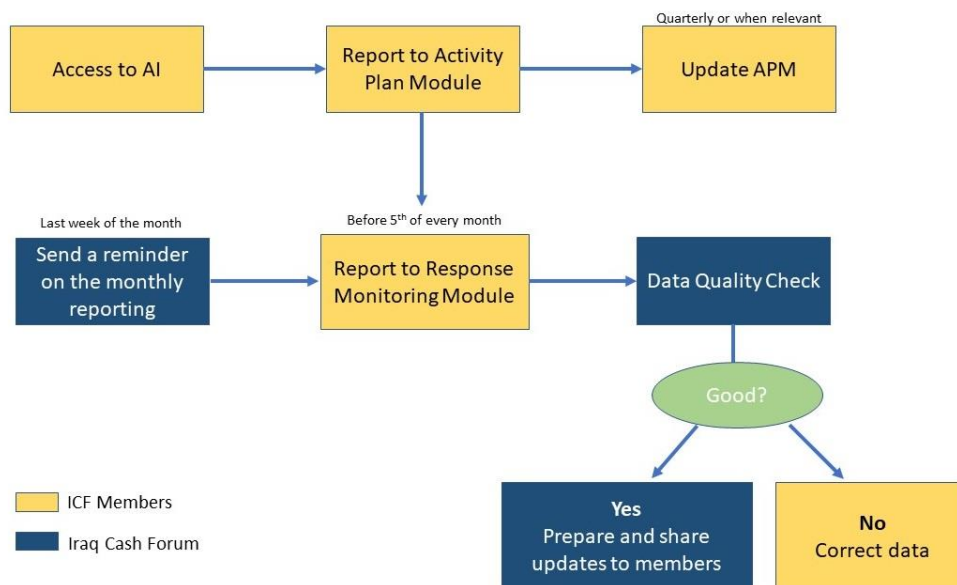 Quarterly or when relevant
Access to AI
Report to Activity
Plan Module
Update APM
Last week of the month
Before 5th of every month
Send a reminder
on the monthly
reporting
Report to Response
Monitoring Module
Data Quality Check
Good?
Yes
Prepare and share
updates to members
No
Correct data
ICF Members
Iraq Cash Forum